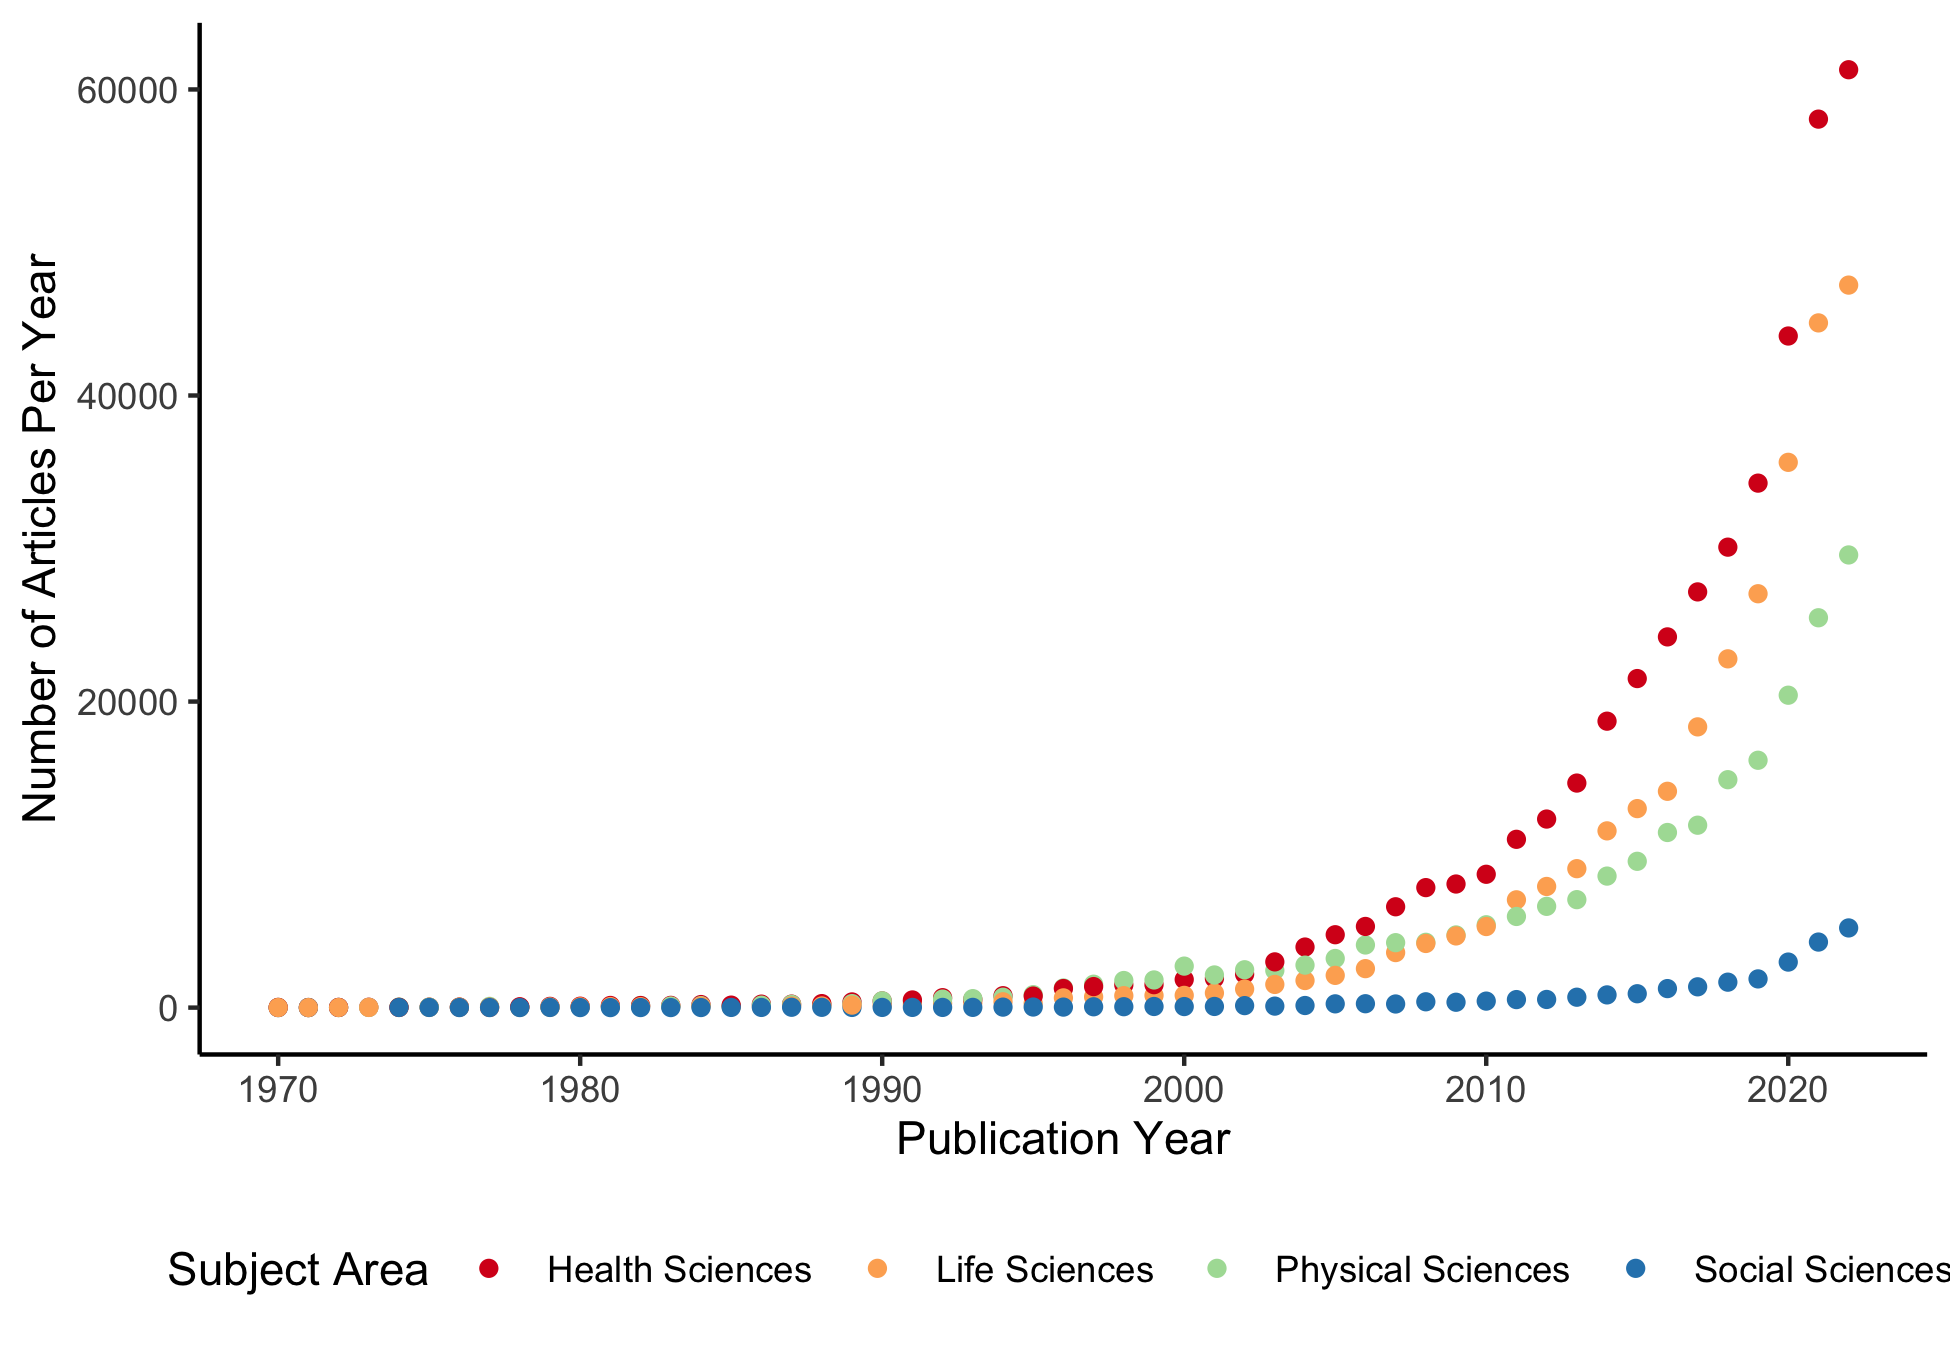 Number of Articles Per Year
60000
40000
20000
0
1970 1980 1990 2000 2010 2020
Publication Year
Subject Area Health Sciences Life Sciences Physical Sciences Social Sciences